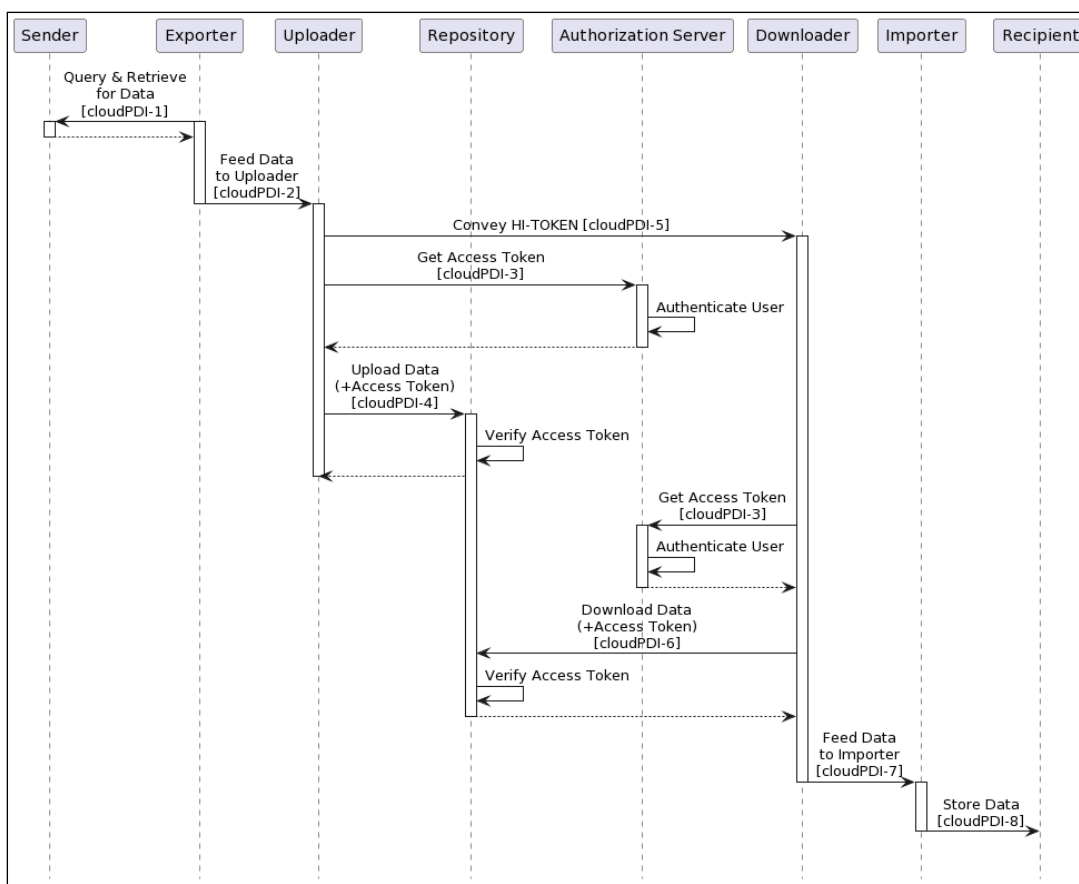 Sender Exporter Uploader Repository Authorization Server Downloader Importer Recipient
Query & Retrieve
for Data
[cloudPDI-1]
Feed Data
to Uploader
[cloudPDI-2]
Convey HI-TOKEN [cloudPDI-5]
Get Access Token
[cloudPDI-3]
Authenticate User
Upload Data
(+Access Token)
[cloudPDI-4]
Verify Access Token
Get Access Token
[cloudPDI-3]
Authenticate User
Download Data
(+Access Token)
[cloudPDI-6]
Verify Access Token
Feed Data
to Importer
[cloudPDI-7]
Store Data
[cloudPDI-8]